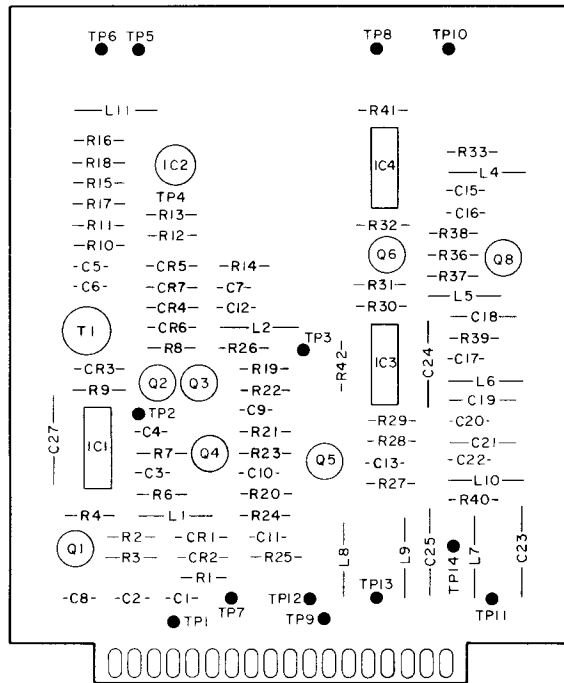 TP6 TP5 TP8 TP10
L11 R41
R16
R18 IC2 IC4 R33
R15 L4
R17 TP4 C15
R11 R13 C16
R10 R12 R32 R38
C5 CR5 R14 Q6 R36 Q8
C6 CR7 C7 R31 R37
CR4 C12 R30 L5
T1 CR6 L2 TP3 C18
R8 R26 R42 IC3 C24 R39
CR3 R19 C17
R9 Q2 Q3 R22 L6
TP2 C9 C19
C27 IC1 C4 R21 R29 C20
R7 Q4 R23 Q5 R28 C21
C3 C10 C13 C22
R6 R20 R27 L10
R4 L1 R24 R40
Q1 R2 CR1 C11
R3 CR2 R25 L8 L9 C25 TP14 L7 C23
R1
C8 C2 C1 TP7 TP12 TP13 TP11
TP1 TP9